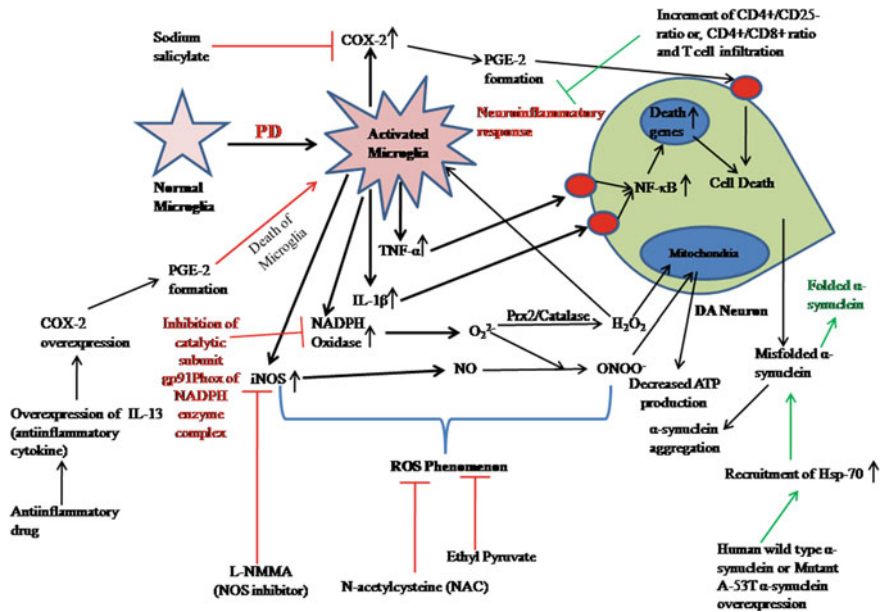 Sodium
salicylate
COX-2
PGE-2
formation
Increment of CD4+/CD25-
ratio or, CD4+/CD8+ ratio
and T cell infiltration
Neuroinflammatory
response
PD
Normal
Microglia
Activated
Microglia
Death
genes
NF-κB
Cell Death
Mitochondria
DA Neuron
Death of
Microglia
TNF-α
IL-1β
PGE-2
formation
COX-2
overexpression
Overexpression of IL-13
(antiinflammatory
cytokine)
Antiinflammatory
drug
Inhibition of
catalytic
subunit
gp91Phox of
NADPH
enzyme
complex
NADPH
Oxidase
O₂²⁻
Prx2/Catalase
H₂O₂
iNOS
NO
ONOO⁻
Decreased ATP
production
Folded α-
synuclein
Misfolded α-
synuclein
α-synuclein
aggregation
Recruitment of Hsp-70
Human wild type α-
synuclein or Mutant
A-53T α-synuclein
overexpression
ROS Phenomenon
L-NMMA
(NOS inhibitor)
N-acetylcysteine (NAC)
Ethyl Pyruvate